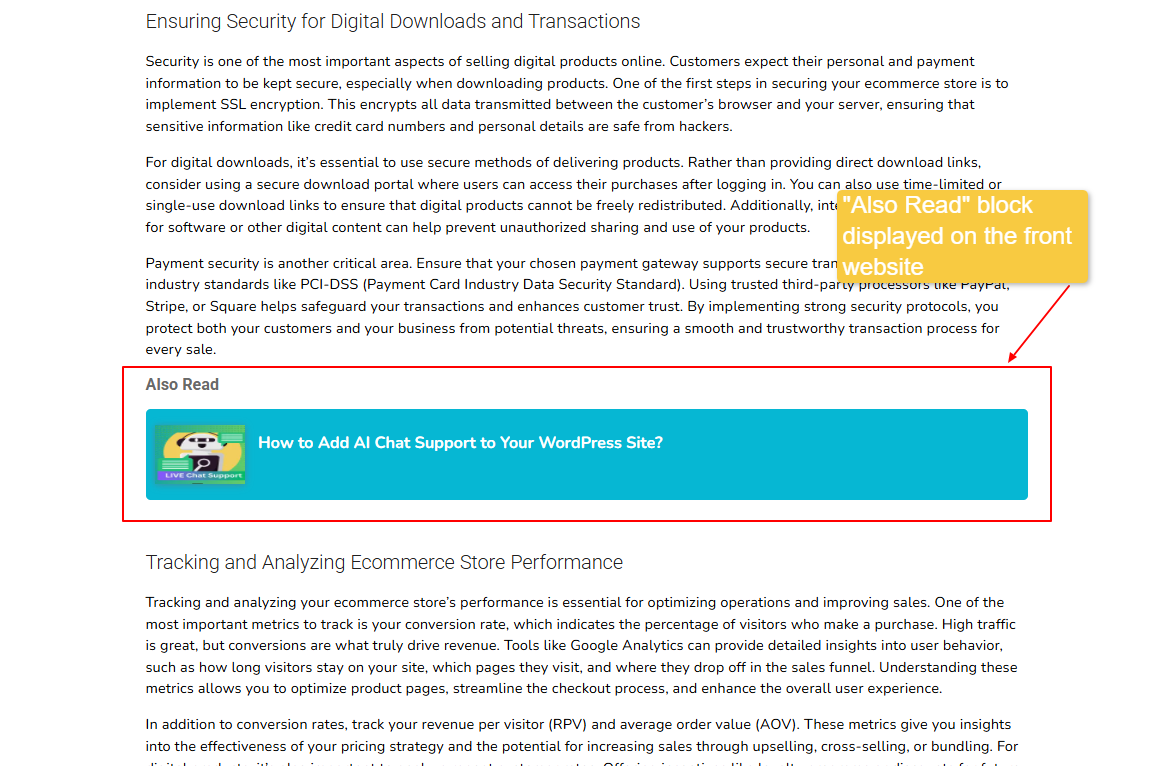 Ensuring Security for Digital Downloads and Transactions
Security is one of the most important aspects of selling digital products online. Customers expect their personal and payment
information to be kept secure, especially when downloading products. One of the first steps in securing your ecommerce store is to
implement SSL encryption. This encrypts all data transmitted between the customer’s browser and your server, ensuring that
sensitive information like credit card numbers and personal details are safe from hackers.
For digital downloads, it’s essential to use secure methods of delivering products. Rather than providing direct download links,
consider using a secure download portal where users can access their purchases after logging in. You can also use time-limited or
single-use download links to ensure that digital products cannot be freely redistributed. Additionally,
for software or other digital content can help prevent unauthorized sharing and use of your products.
"Also Read" block
displayed on the front
website
Payment security is another critical area. Ensure that your chosen payment gateway supports secure
industry standards like PCI-DSS (Payment Card Industry Data Security Standard). Using trusted third-party processors like PayPal,
Stripe, or Square helps safeguard your transactions and enhances customer trust. By implementing strong security protocols, you
protect both your customers and your business from potential threats, ensuring a smooth and trustworthy transaction process for
every sale.
Also Read
LIVE Chat Support
How to Add AI Chat Support to Your WordPress Site?
Tracking and Analyzing Ecommerce Store Performance
Tracking and analyzing your ecommerce store’s performance is essential for optimizing operations and improving sales. One of the
most important metrics to track is your conversion rate, which indicates the percentage of visitors who make a purchase. High traffic
is great, but conversions are what truly drive revenue. Tools like Google Analytics can provide detailed insights into user behavior,
such as how long visitors stay on your site, which pages they visit, and where they drop off in the sales funnel. Understanding these
metrics allows you to optimize product pages, streamline the checkout process, and enhance the overall user experience.
In addition to conversion rates, track your revenue per visitor (RPV) and average order value (AOV). These metrics give you insights
into the effectiveness of your pricing strategy and the potential for increasing sales through upselling, cross-selling, or bundling. For